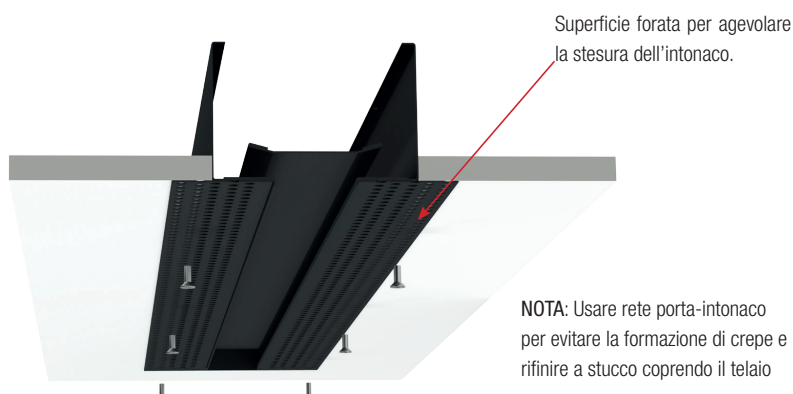 Superficie forata per agevolare
la stesura dell'intonaco.
NOTA: Usare rete porta-intonaco
per evitare la formazione di crepe e
rifinire a stucco coprendo il telaio